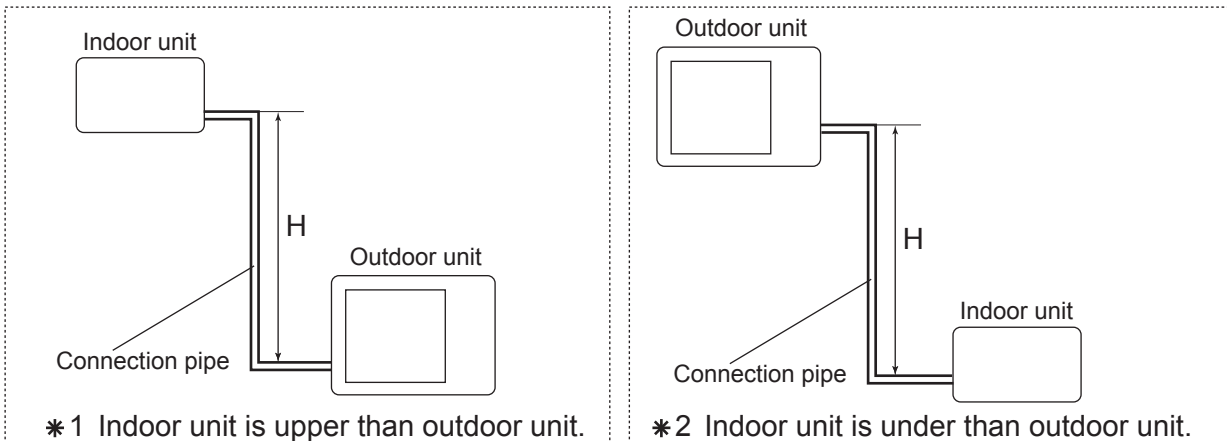 Indoor unit
H
Outdoor unit
Connection pipe
*1 Indoor unit is upper than outdoor unit.
Outdoor unit
H
Indoor unit
Connection pipe
*2 Indoor unit is under than outdoor unit.